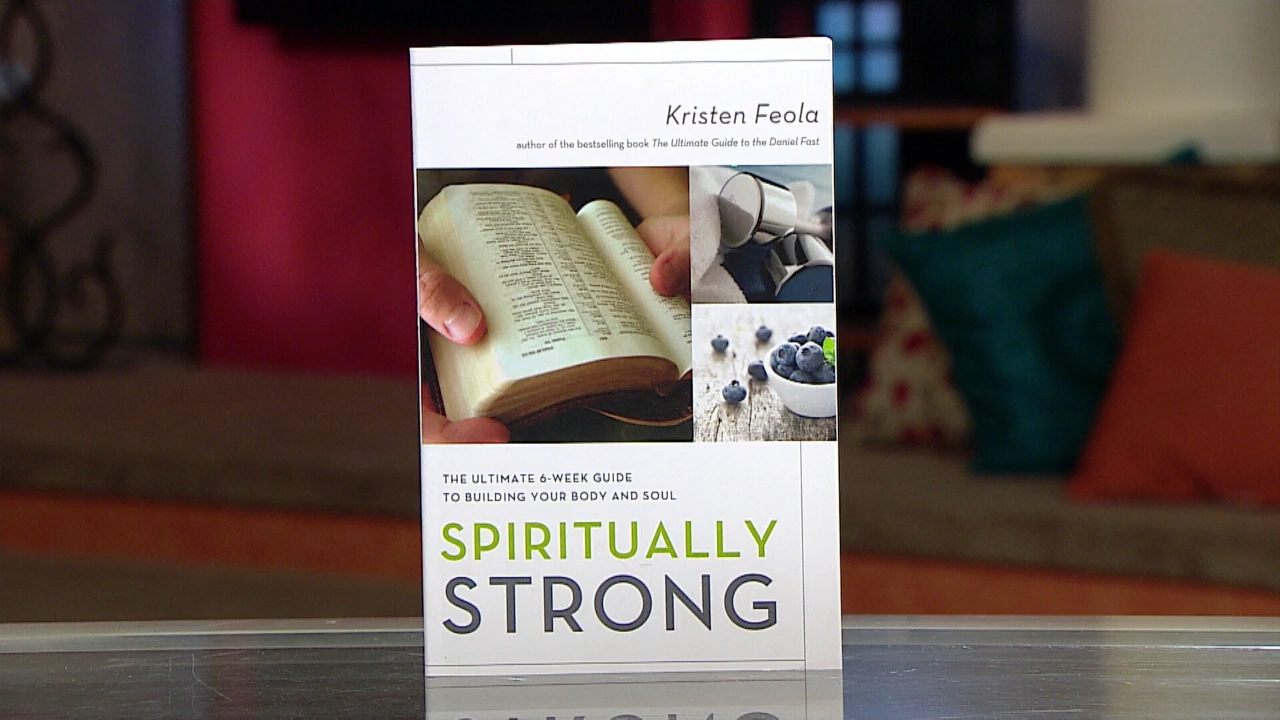 Kristen Feola
author of the bestselling book The Ultimate Guide to the Daniel Fast
THE ULTIMATE 6-WEEK GUIDE
TO BUILDING YOUR BODY AND SOUL
SPIRITUALLY
STRONG